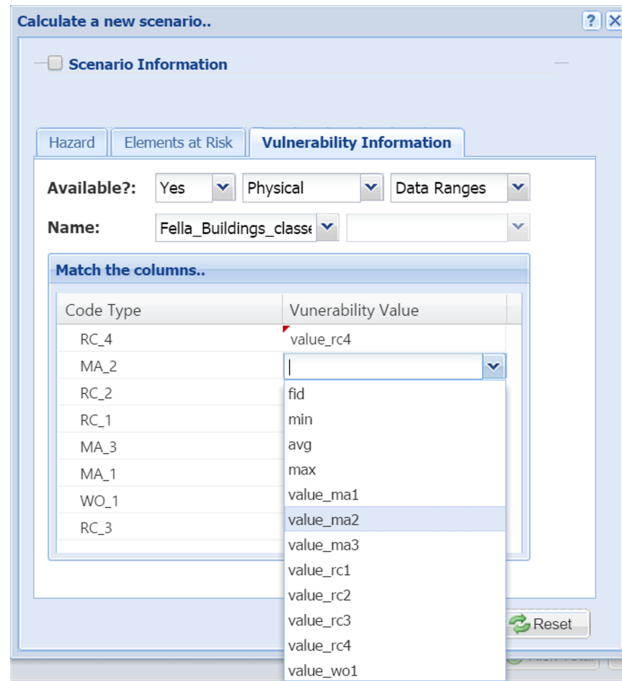 Calculate a new scenario..
Scenario Information
Hazard Elements at Risk Vulnerability Information
Available?: Yes Physical Data Ranges
Name: Fella_Buildings_classe
Match the columns..
Code Type Vunerability Value
RC_4 value_rc4
MA_2
RC_2 fid
RC_1 min
MA_3 avg
MA_1 max
WO_1 value_ma1
RC_3 value_ma2
value_ma3
value_rc1
value_rc2
value_rc3
Reset
value_rc4
value_wo1